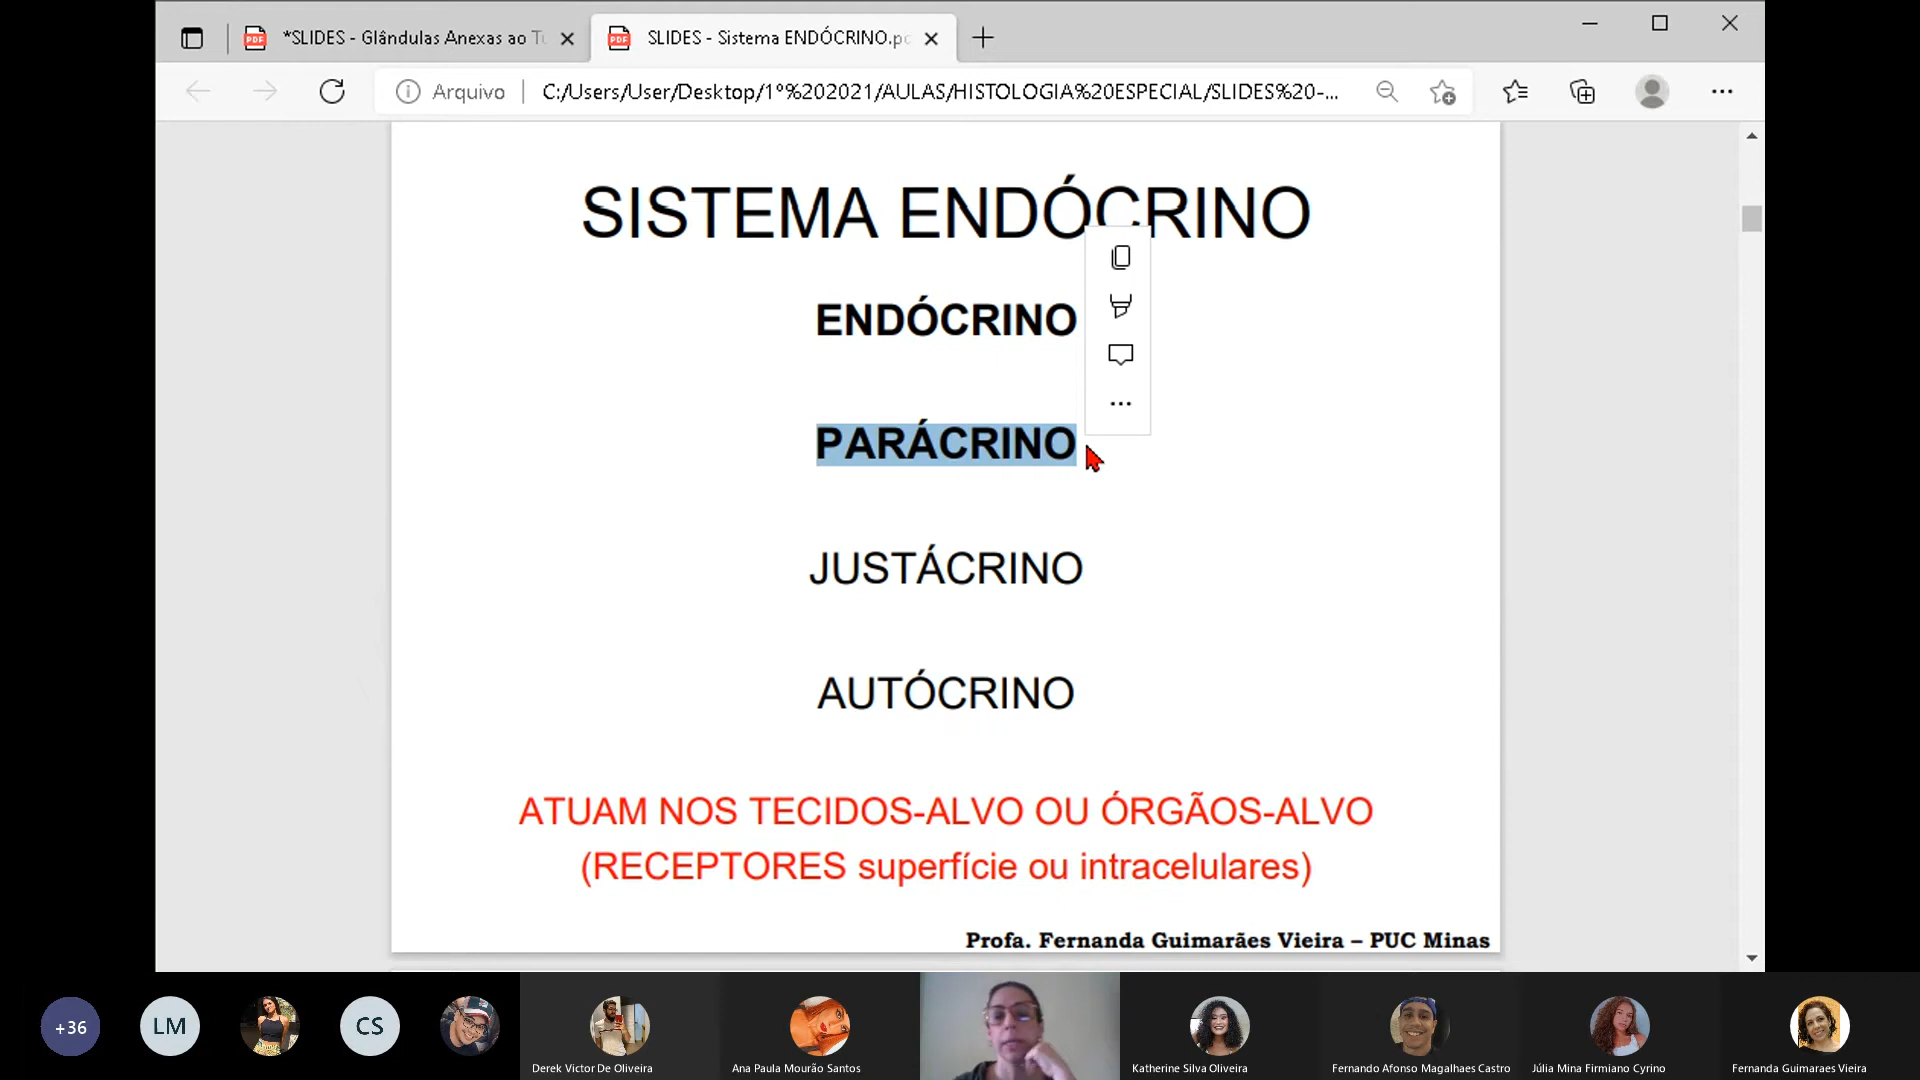 *SLIDES - Glândulas Anexas ao T
SLIDES - Sistema ENDÓCRINO.p
Arquivo
C:/Users/User/Desktop/1º%202021/AULAS/HISTOLOGIA%20ESPECIAL/SLIDES%20-...
SISTEMA ENDÓCRINO
ENDÓCRINO
PARÁCRINO
JUSTÁCRINO
AUTÓCRINO
ATUAM NOS TECIDOS-ALVO OU ÓRGÃOS-ALVO
(RECEPTORES superfície ou intracelulares)
Profa. Fernanda Guimarães Vieira – PUC Minas
+36
LM
CS
Derek Victor De Oliveira
Ana Paula Mourão Santos
Katherine Silva Oliveira
Fernando Afonso Magalhaes Castro
Júlia Mina Firmiano Cyrino
Fernanda Guimaraes Vieira